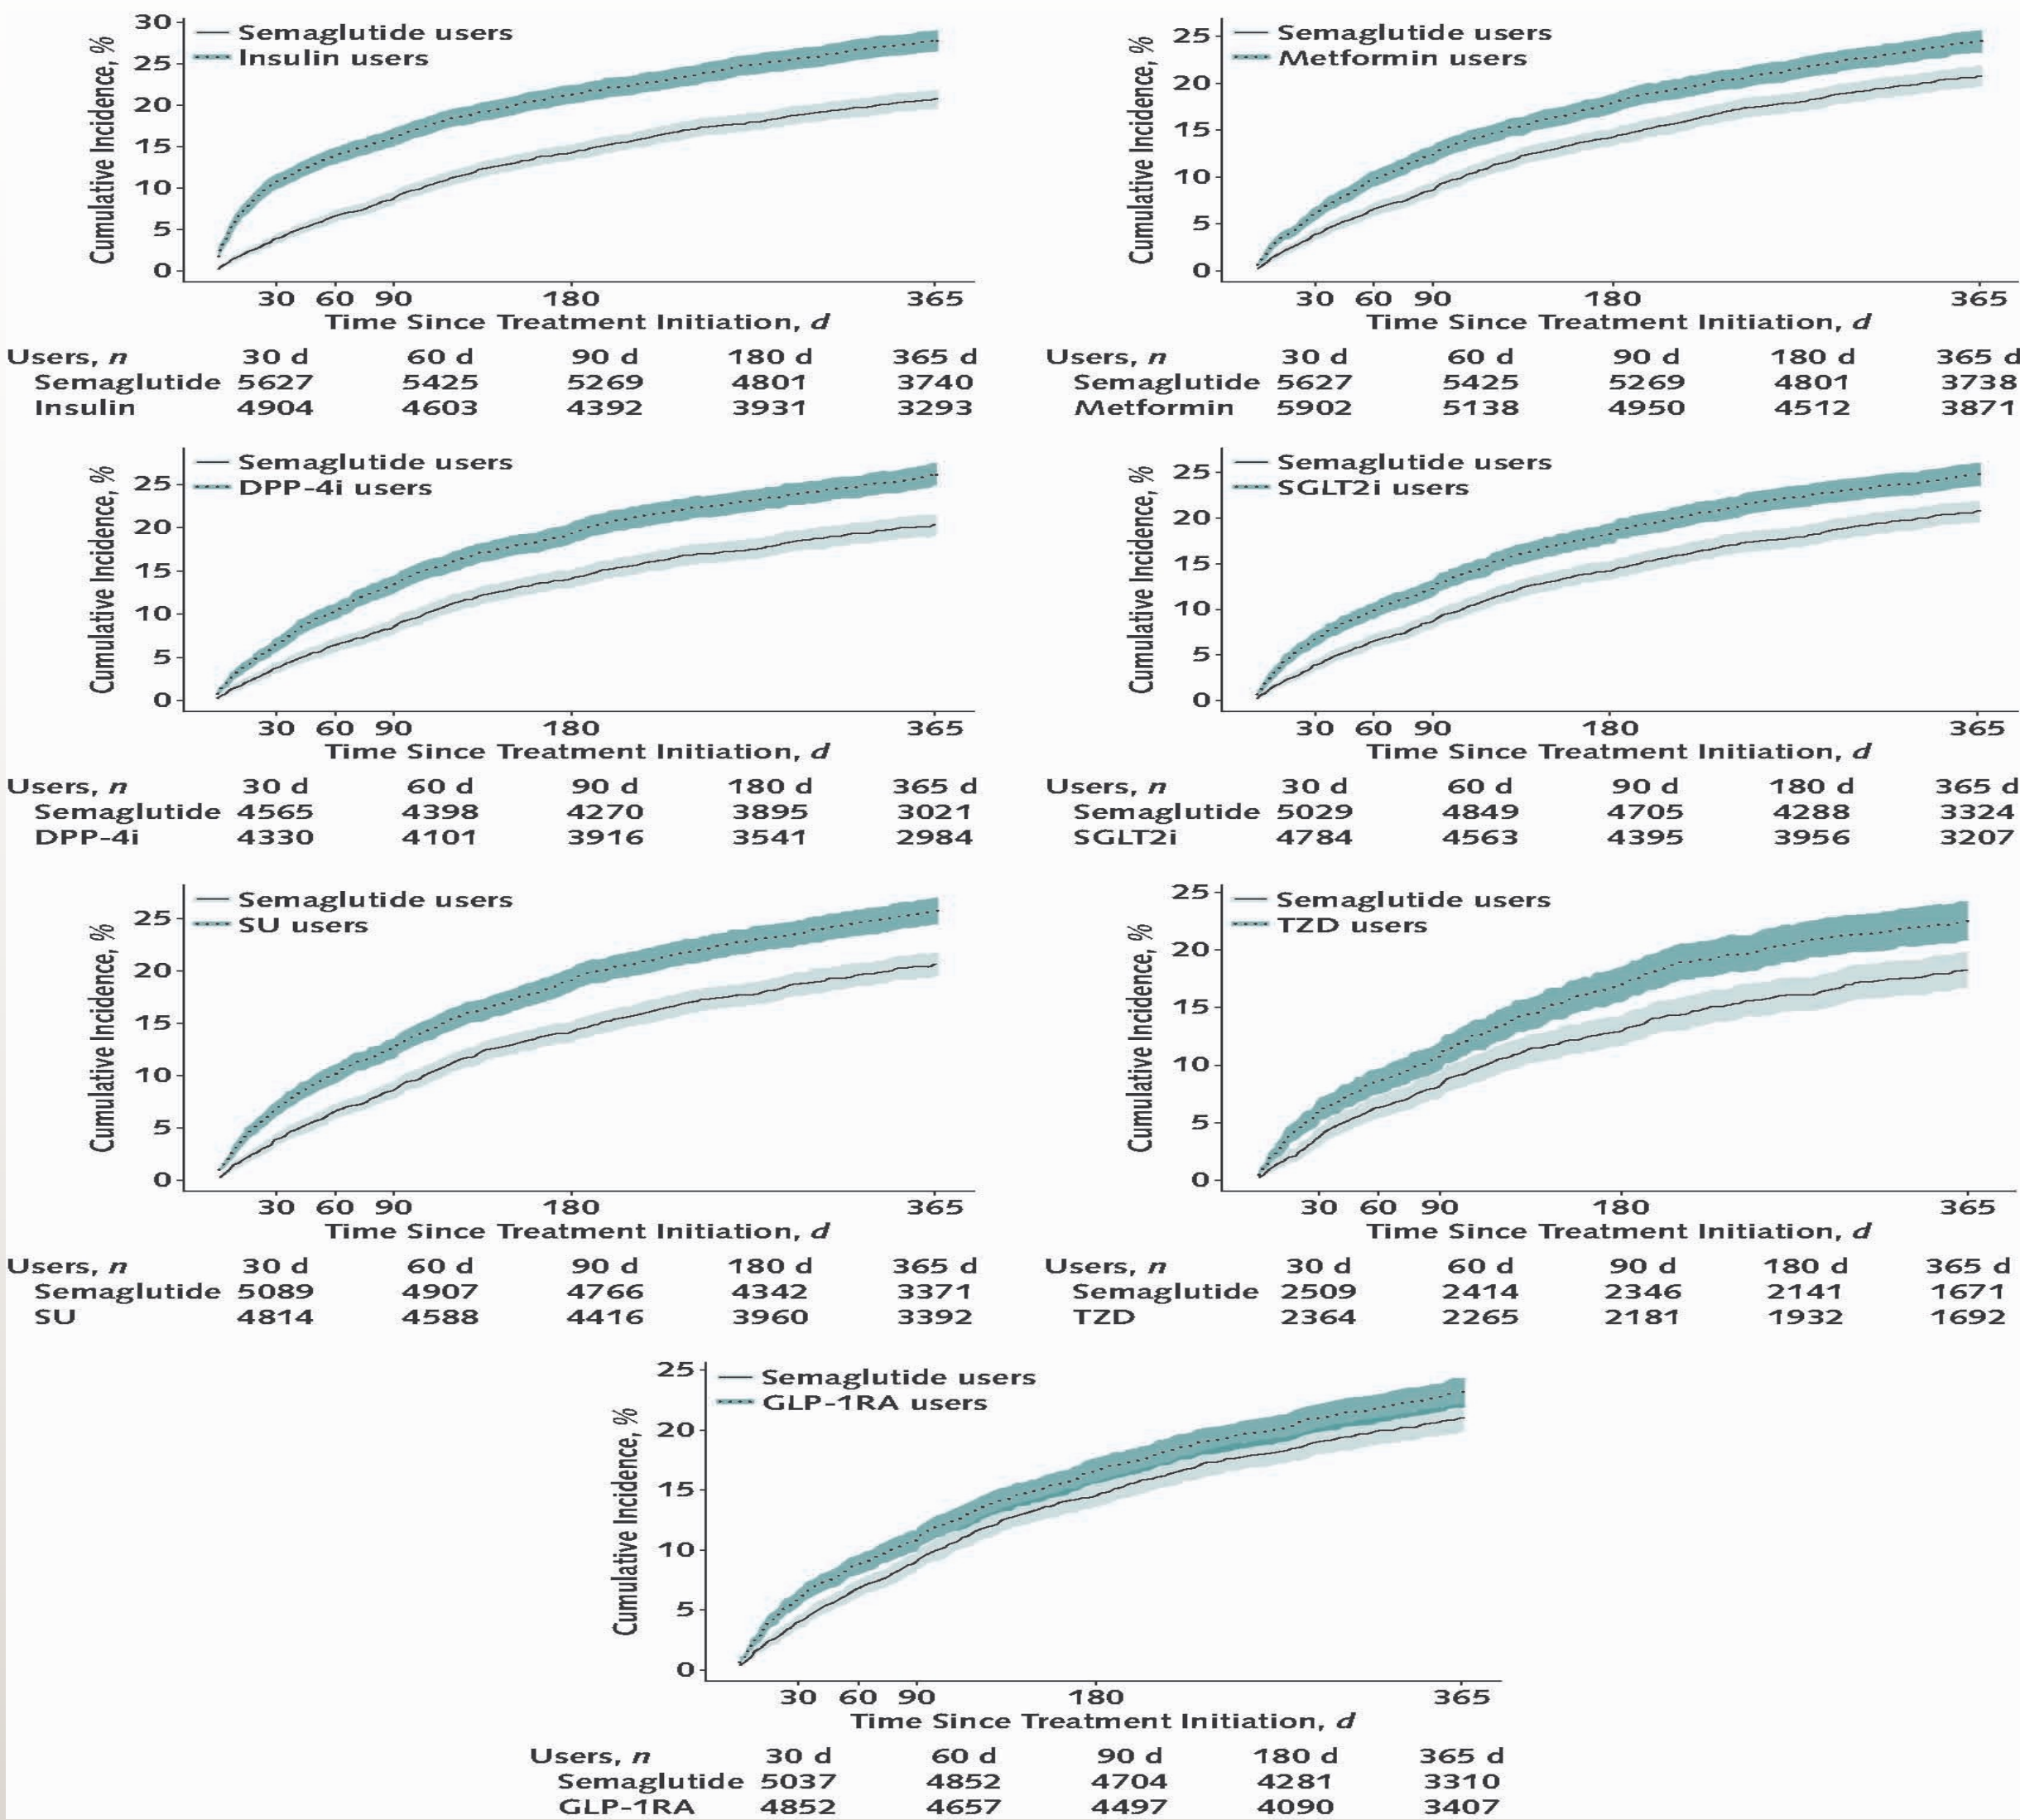 Cumulative Incidence, %
30
25
20
15
10
5
0
Semaglutide users
Insulin users
30 60 90 180 365
Time Since Treatment Initiation, d
Users, n 30 d 60 d 90 d 180 d 365 d
Semaglutide 5627 5425 5269 4801 3740
Insulin 4904 4603 4392 3931 3293
Cumulative Incidence, %
25
20
15
10
5
0
Semaglutide users
Metformin users
30 60 90 180 365
Time Since Treatment Initiation, d
Users, n 30 d 60 d 90 d 180 d 365 d
Semaglutide 5627 5425 5269 4801 3738
Metformin 5902 5138 4950 4512 3871
Cumulative Incidence, %
25
20
15
10
5
0
Semaglutide users
DPP-4i users
30 60 90 180 365
Time Since Treatment Initiation, d
Users, n 30 d 60 d 90 d 180 d 365 d
Semaglutide 4565 4398 4270 3895 3021
DPP-4i 4330 4101 3916 3541 2984
Cumulative Incidence, %
25
20
15
10
5
0
Semaglutide users
SGLT2i users
30 60 90 180 365
Time Since Treatment Initiation, d
Users, n 30 d 60 d 90 d 180 d 365 d
Semaglutide 5029 4849 4705 4288 3324
SGLT2i 4784 4563 4395 3956 3207
Cumulative Incidence, %
25
20
15
10
5
0
Semaglutide users
SU users
30 60 90 180 365
Time Since Treatment Initiation, d
Users, n 30 d 60 d 90 d 180 d 365 d
Semaglutide 5089 4907 4766 4342 3371
SU 4814 4588 4416 3960 3392
Cumulative Incidence, %
25
20
15
10
5
0
Semaglutide users
TZD users
30 60 90 180 365
Time Since Treatment Initiation, d
Users, n 30 d 60 d 90 d 180 d 365 d
Semaglutide 2509 2414 2346 2141 1671
TZD 2364 2265 2181 1932 1692
Cumulative Incidence, %
25
20
15
10
5
0
Semaglutide users
GLP-1RA users
30 60 90 180 365
Time Since Treatment Initiation, d
Users, n 30 d 60 d 90 d 180 d 365 d
Semaglutide 5037 4852 4704 4281 3310
GLP-1RA 4852 4657 4497 4090 3407